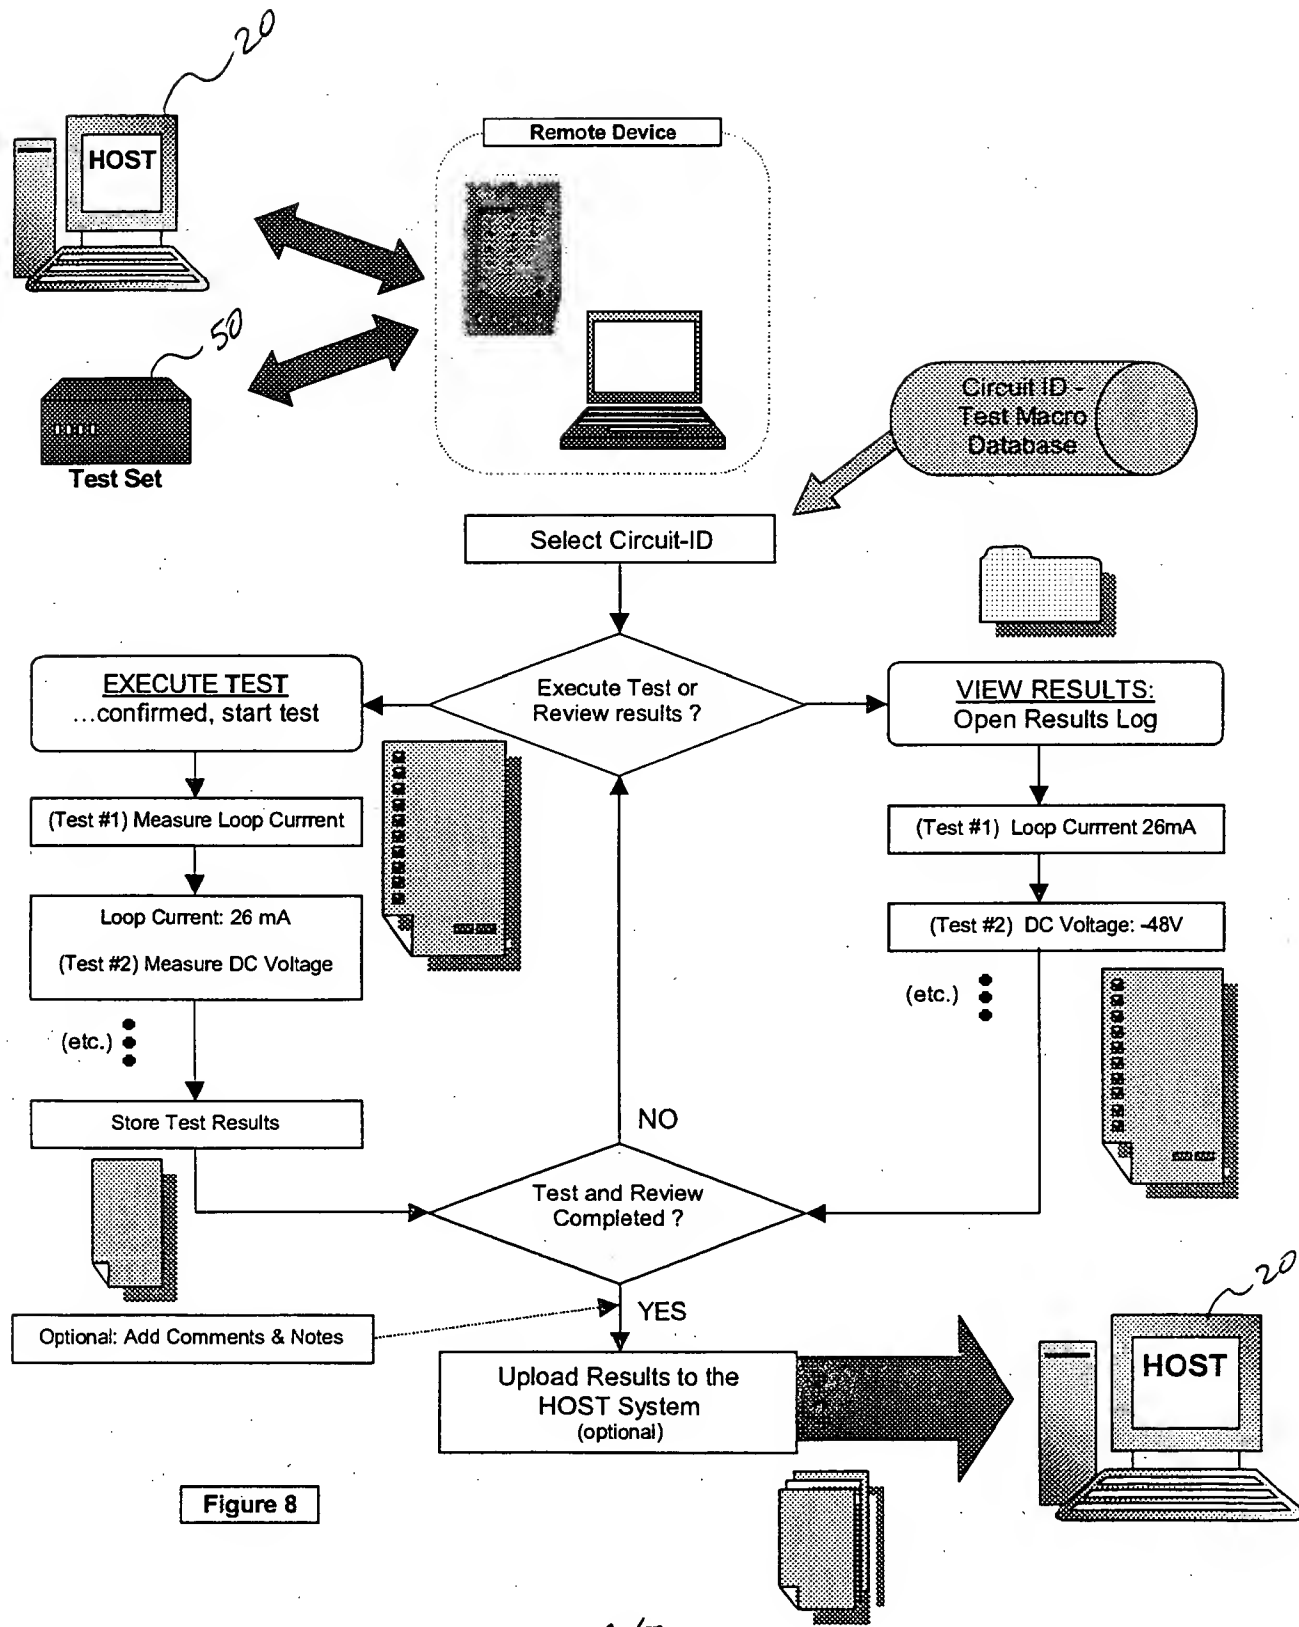 20
HOST
Remote Device
50
Test Set
Circuit ID -
Test Macro
Database
Select Circuit-ID
Execute Test or
Review results ?
EXECUTE TEST
...confirmed, start test
VIEW RESULTS:
Open Results Log
(Test #1) Measure Loop Currrent
(Test #1) Loop Currrent 26mA
Loop Current: 26 mA
(Test #2) Measure DC Voltage
(Test #2) DC Voltage: -48V
(etc.)
(etc.)
Store Test Results
NO
Test and Review
Completed ?
YES
Optional: Add Comments & Notes
Upload Results to the
HOST System
(optional)
20
HOST
Figure 8